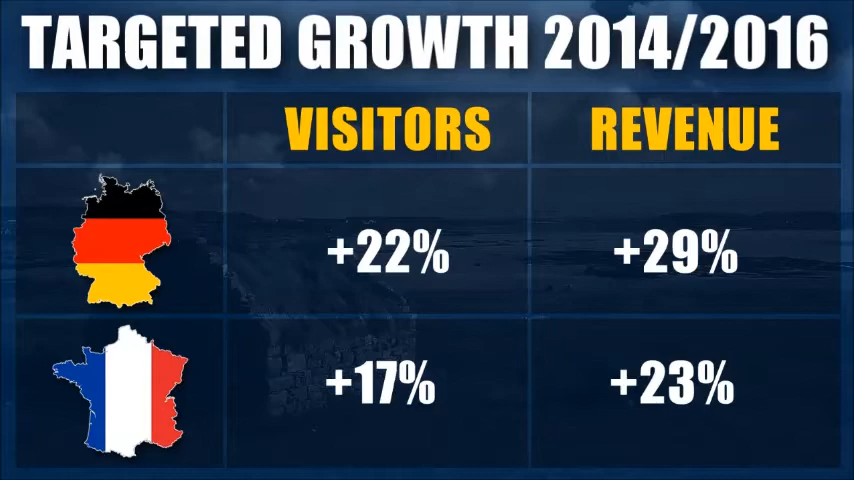 TARGETED GROWTH 2014/2016
VISITORS REVENUE
+22% +29%
+17% +23%